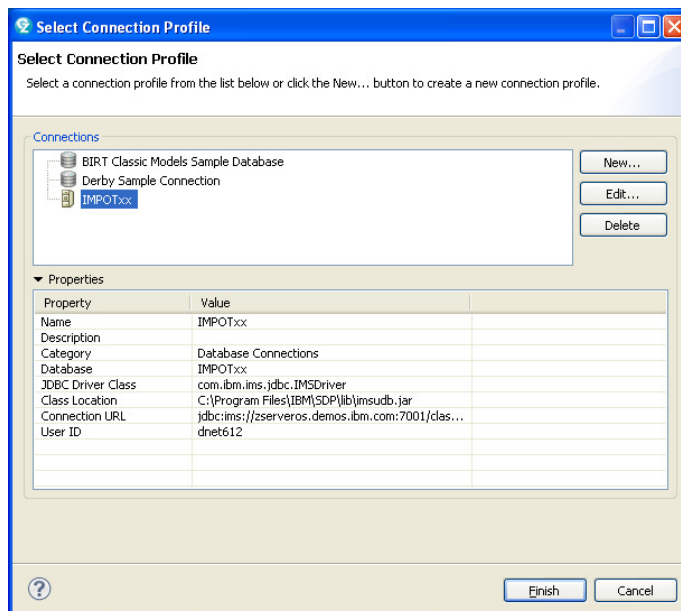 Select Connection Profile
Select Connection Profile
Select a connection profile from the list below or click the New... button to create a new connection profile.
Connections
BIRT Classic Models Sample Database
Derby Sample Connection
IMPOTxx
New...
Edit...
Delete
Properties
Property Value
Name IMPOTxx
Description
Category Database Connections
Database IMPOTxx
JDBC Driver Class com.ibm.ims.jdbc.IMSDriver
Class Location C:\Program Files\IBM\SDP\lib\imsudb.jar
Connection URL jdbc:ims://zserveros.demos.ibm.com:7001/clas...
User ID dnet612
?
Finish Cancel